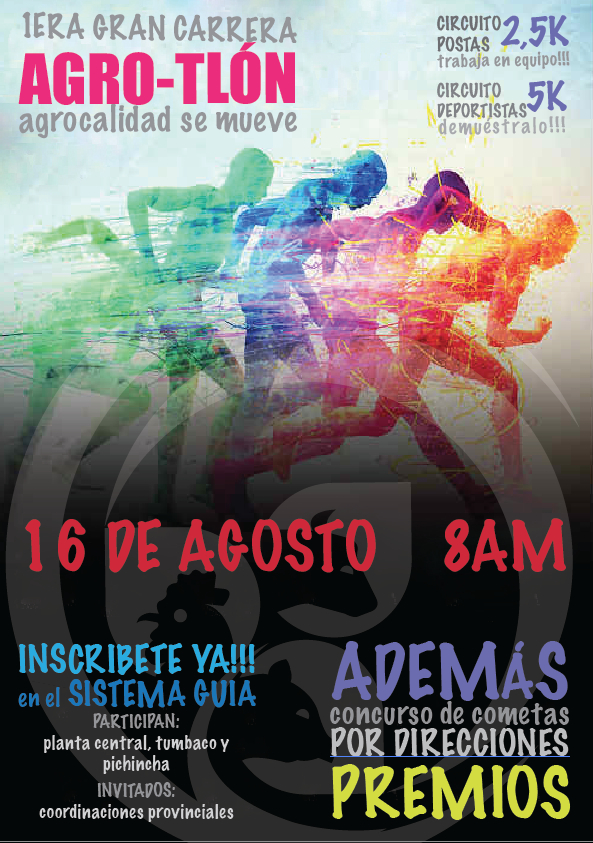 1ERA GRAN CARRERA
AGRO-TLÓN
agrocalidad se mueve
CIRCUITO
POSTAS 2,5K
trabaja en equipo!!!
CIRCUITO
DEPORTISTAS 5K
demuéstralo!!!
16 DE AGOSTO 8AM
INSCRIBETE YA!!!
en el SISTEMA GUIA
PARTICIPAN:
planta central, tumbaco y
pichincha
INVITADOS:
coordinaciones provinciales
ADEMÁS
concurso de cometas
POR DIRECCIONES
PREMIOS